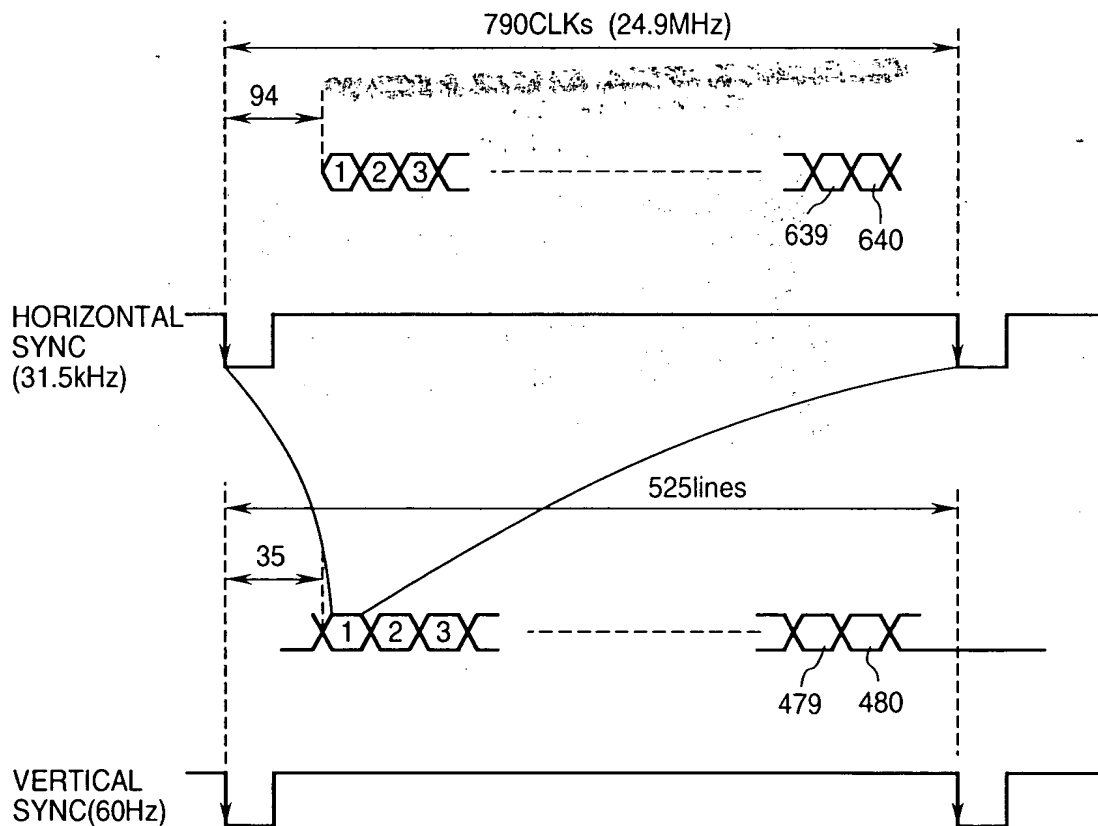 790CLKs (24.9MHz)
94
1 2 3
639 640
HORIZONTAL
SYNC
(31.5kHz)
525lines
35
1 2 3
479 480
VERTICAL
SYNC(60Hz)